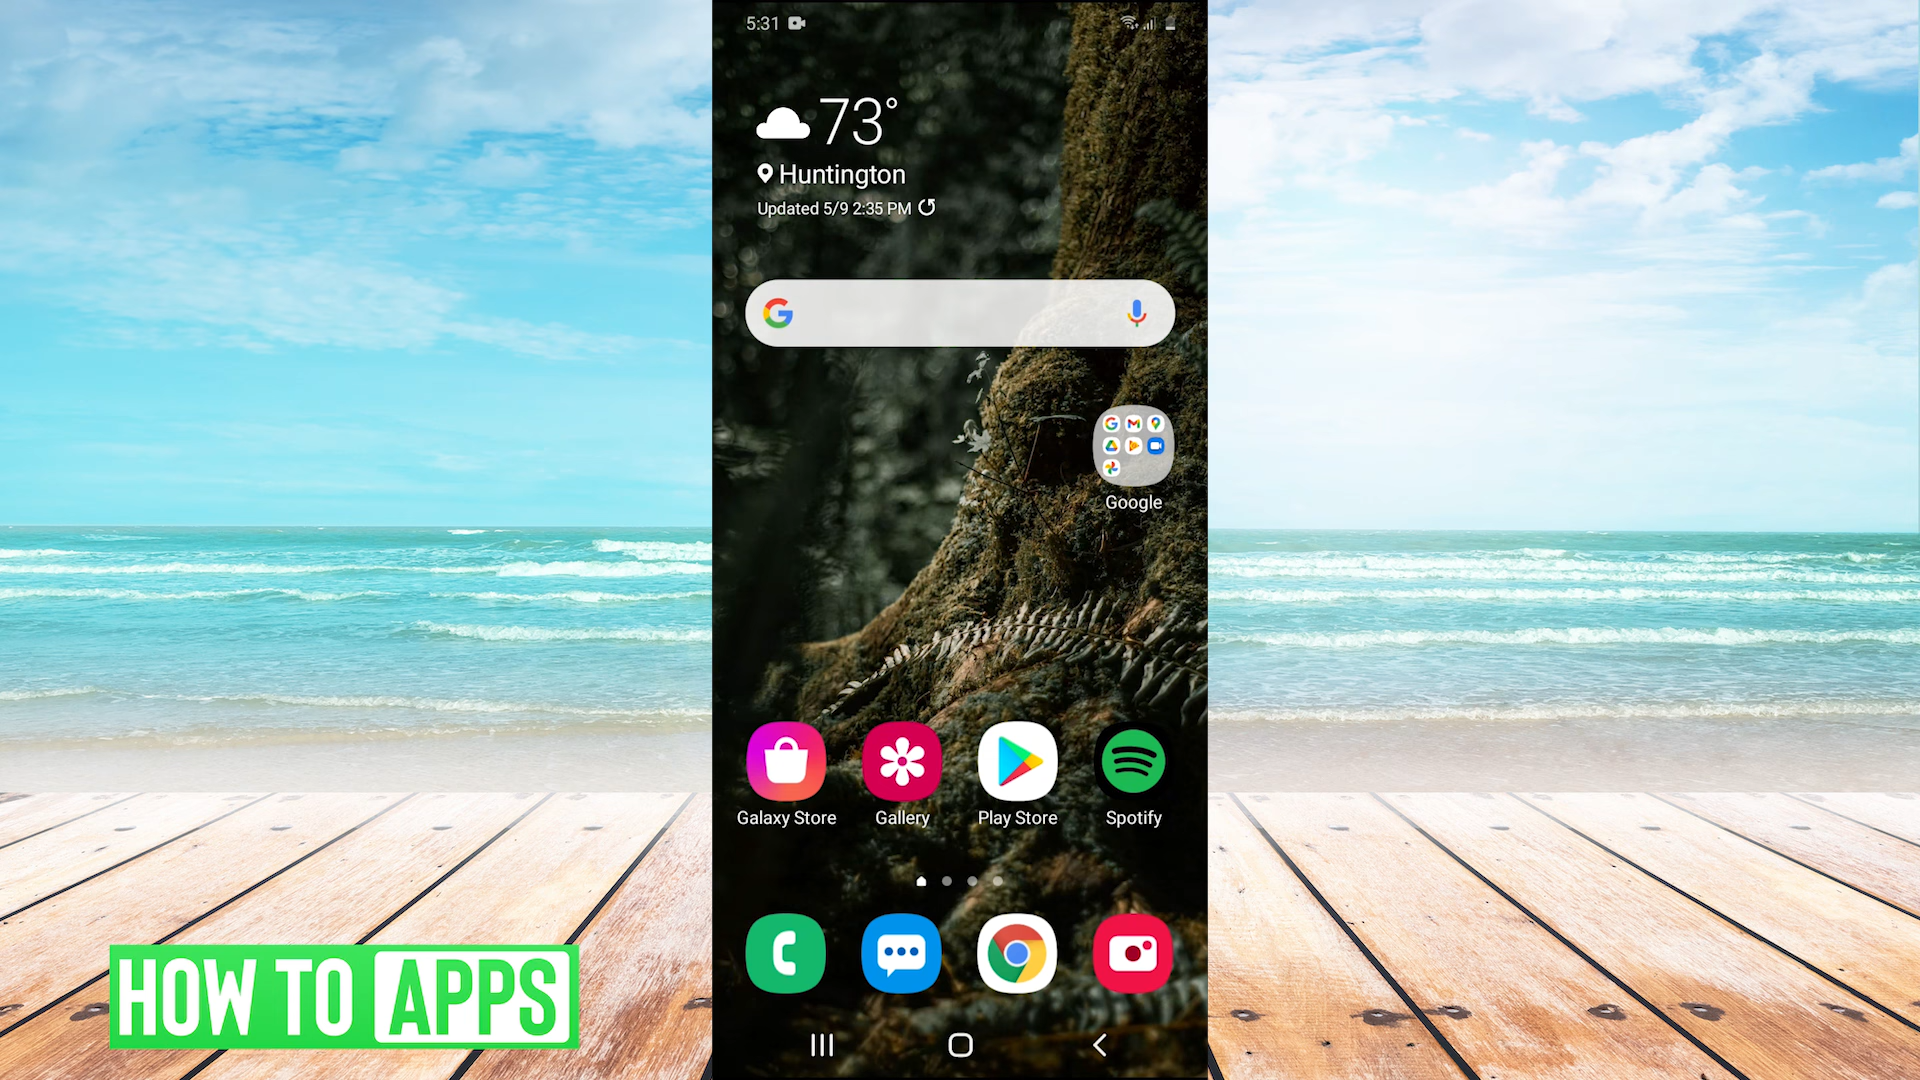 5:31
73°
Huntington
Updated 5/9 2:35 PM
Google
Galaxy Store
Gallery
Play Store
Spotify
HOW TO APPS